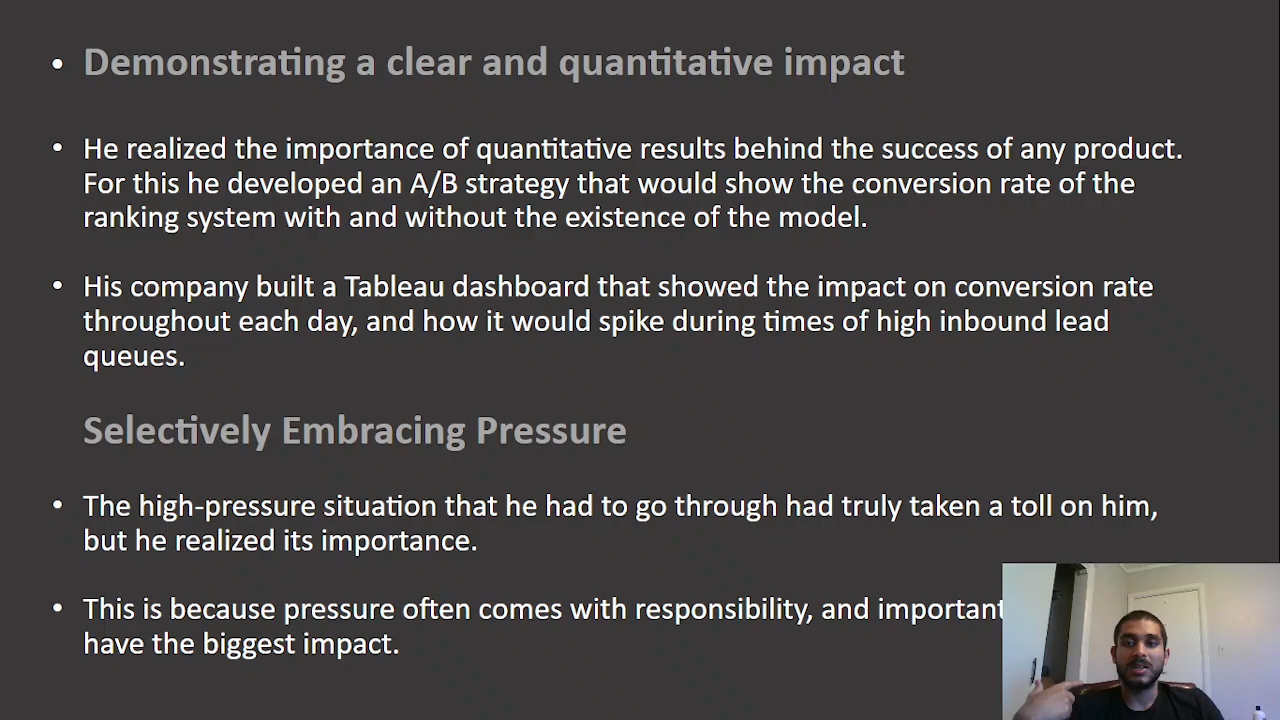 • Demonstrating a clear and quantitative impact
• He realized the importance of quantitative results behind the success of any product.
For this he developed an A/B strategy that would show the conversion rate of the
ranking system with and without the existence of the model.
• His company built a Tableau dashboard that showed the impact on conversion rate
throughout each day, and how it would spike during times of high inbound lead
queues.
Selectively Embracing Pressure
• The high-pressure situation that he had to go through had truly taken a toll on him,
but he realized its importance.
• This is because pressure often comes with responsibility, and important
have the biggest impact.